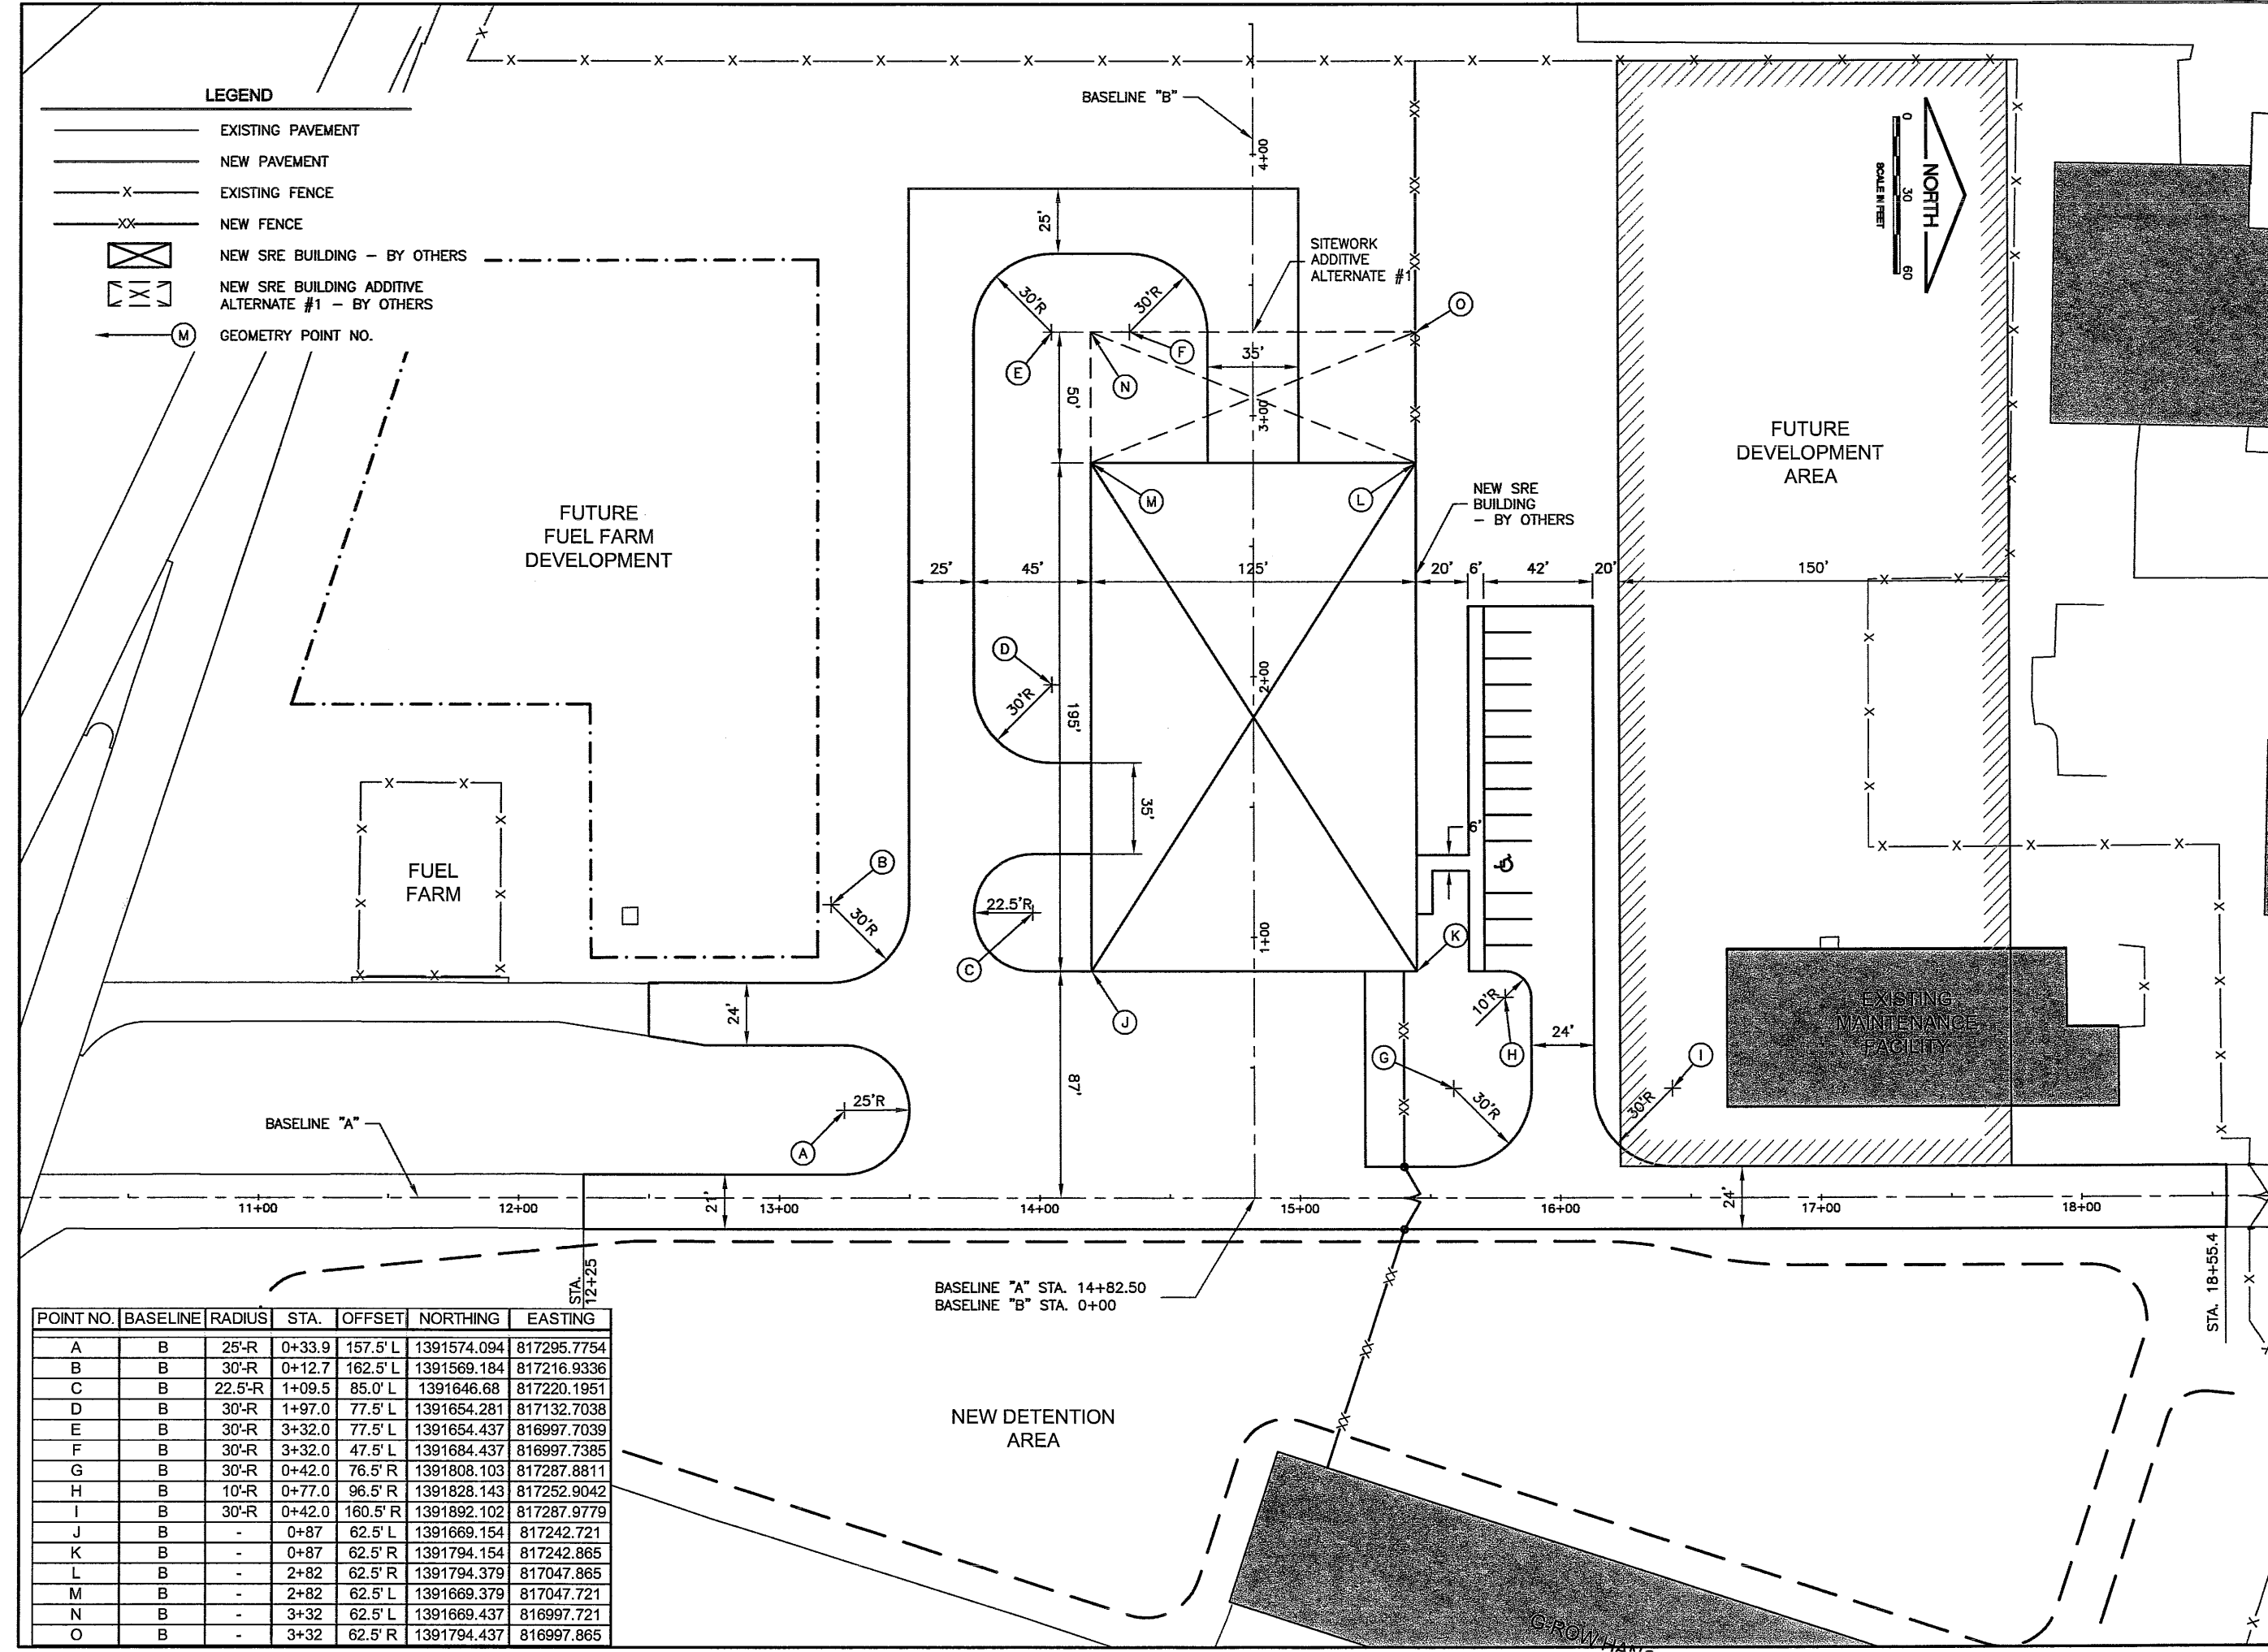 LEGEND
EXISTING PAVEMENT
NEW PAVEMENT
X EXISTING FENCE
XX NEW FENCE
NEW SRE BUILDING - BY OTHERS
NEW SRE BUILDING ADDITIVE
ALTERNATE #1 - BY OTHERS
M GEOMETRY POINT NO.
BASELINE "B"
4+00
25'
SITEWORK
ADDITIVE
ALTERNATE #1
0 30 60
SCALE IN FEET
NORTH
30'R
30'R
O
E
F
N
35'
50'
3+00
FUTURE
DEVELOPMENT
AREA
M
L
NEW SRE
BUILDING
- BY OTHERS
FUTURE
FUEL FARM
DEVELOPMENT
25'
45'
125'
20'
6'
42'
20'
150'
D
30'R
2+00
195'
35'
6'
FUEL
FARM
B
30'R
22.5'R
C
1+00
K
J
24'
10'R
H
G
24'
I
30'R
30'R
EXISTING
MAINTENANCE
FACILITY
87'
25'R
A
BASELINE "A"
21'
24'
11+00
12+00
13+00
14+00
15+00
16+00
17+00
18+00
STA.
12+25
STA. 18+55.4
BASELINE "A" STA. 14+82.50
BASELINE "B" STA. 0+00
NEW DETENTION
AREA
G-ROW
POINT NO. BASELINE RADIUS STA. OFFSET NORTHING EASTING
A B 25'-R 0+33.9 157.5' L 1391574.094 817295.7754
B B 30'-R 0+12.7 162.5' L 1391569.184 817216.9336
C B 22.5'-R 1+09.5 85.0' L 1391646.68 817220.1951
D B 30'-R 1+97.0 77.5' L 1391654.281 817132.7038
E B 30'-R 3+32.0 77.5' L 1391654.437 816997.7039
F B 30'-R 3+32.0 47.5' L 1391684.437 816997.7385
G B 30'-R 0+42.0 76.5' R 1391808.103 817287.8811
H B 10'-R 0+77.0 96.5' R 1391828.143 817252.9042
I B 30'-R 0+42.0 160.5' R 1391892.102 817287.9779
J B - 0+87 62.5' L 1391669.154 817242.721
K B - 0+87 62.5' R 1391794.154 817242.865
L B - 2+82 62.5' R 1391794.379 817047.865
M B - 2+82 62.5' L 1391669.379 817047.721
N B - 3+32 62.5' L 1391669.437 816997.721
O B - 3+32 62.5' R 1391794.437 816997.865